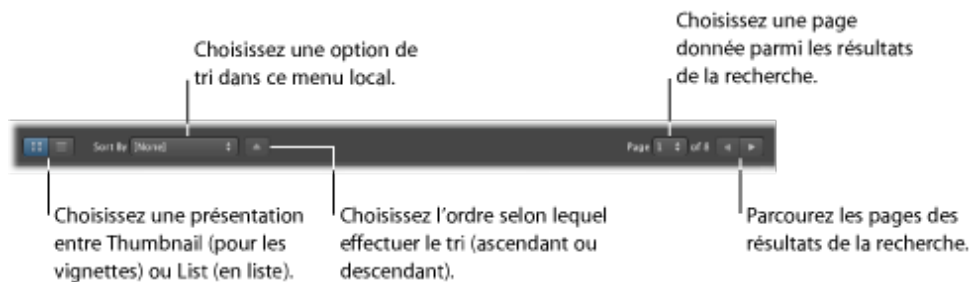 Choisissez une page
donnée parmi les résultats
de la recherche.
Choisissez une option de
tri dans ce menu local.
Sort By [None]
Page 1 of 8
Choisissez une présentation
entre Thumbnail (pour les
vignettes) ou List (en liste).
Choisissez l’ordre selon lequel
effectuer le tri (ascendant ou
descendant).
Parcourez les pages des
résultats de la recherche.